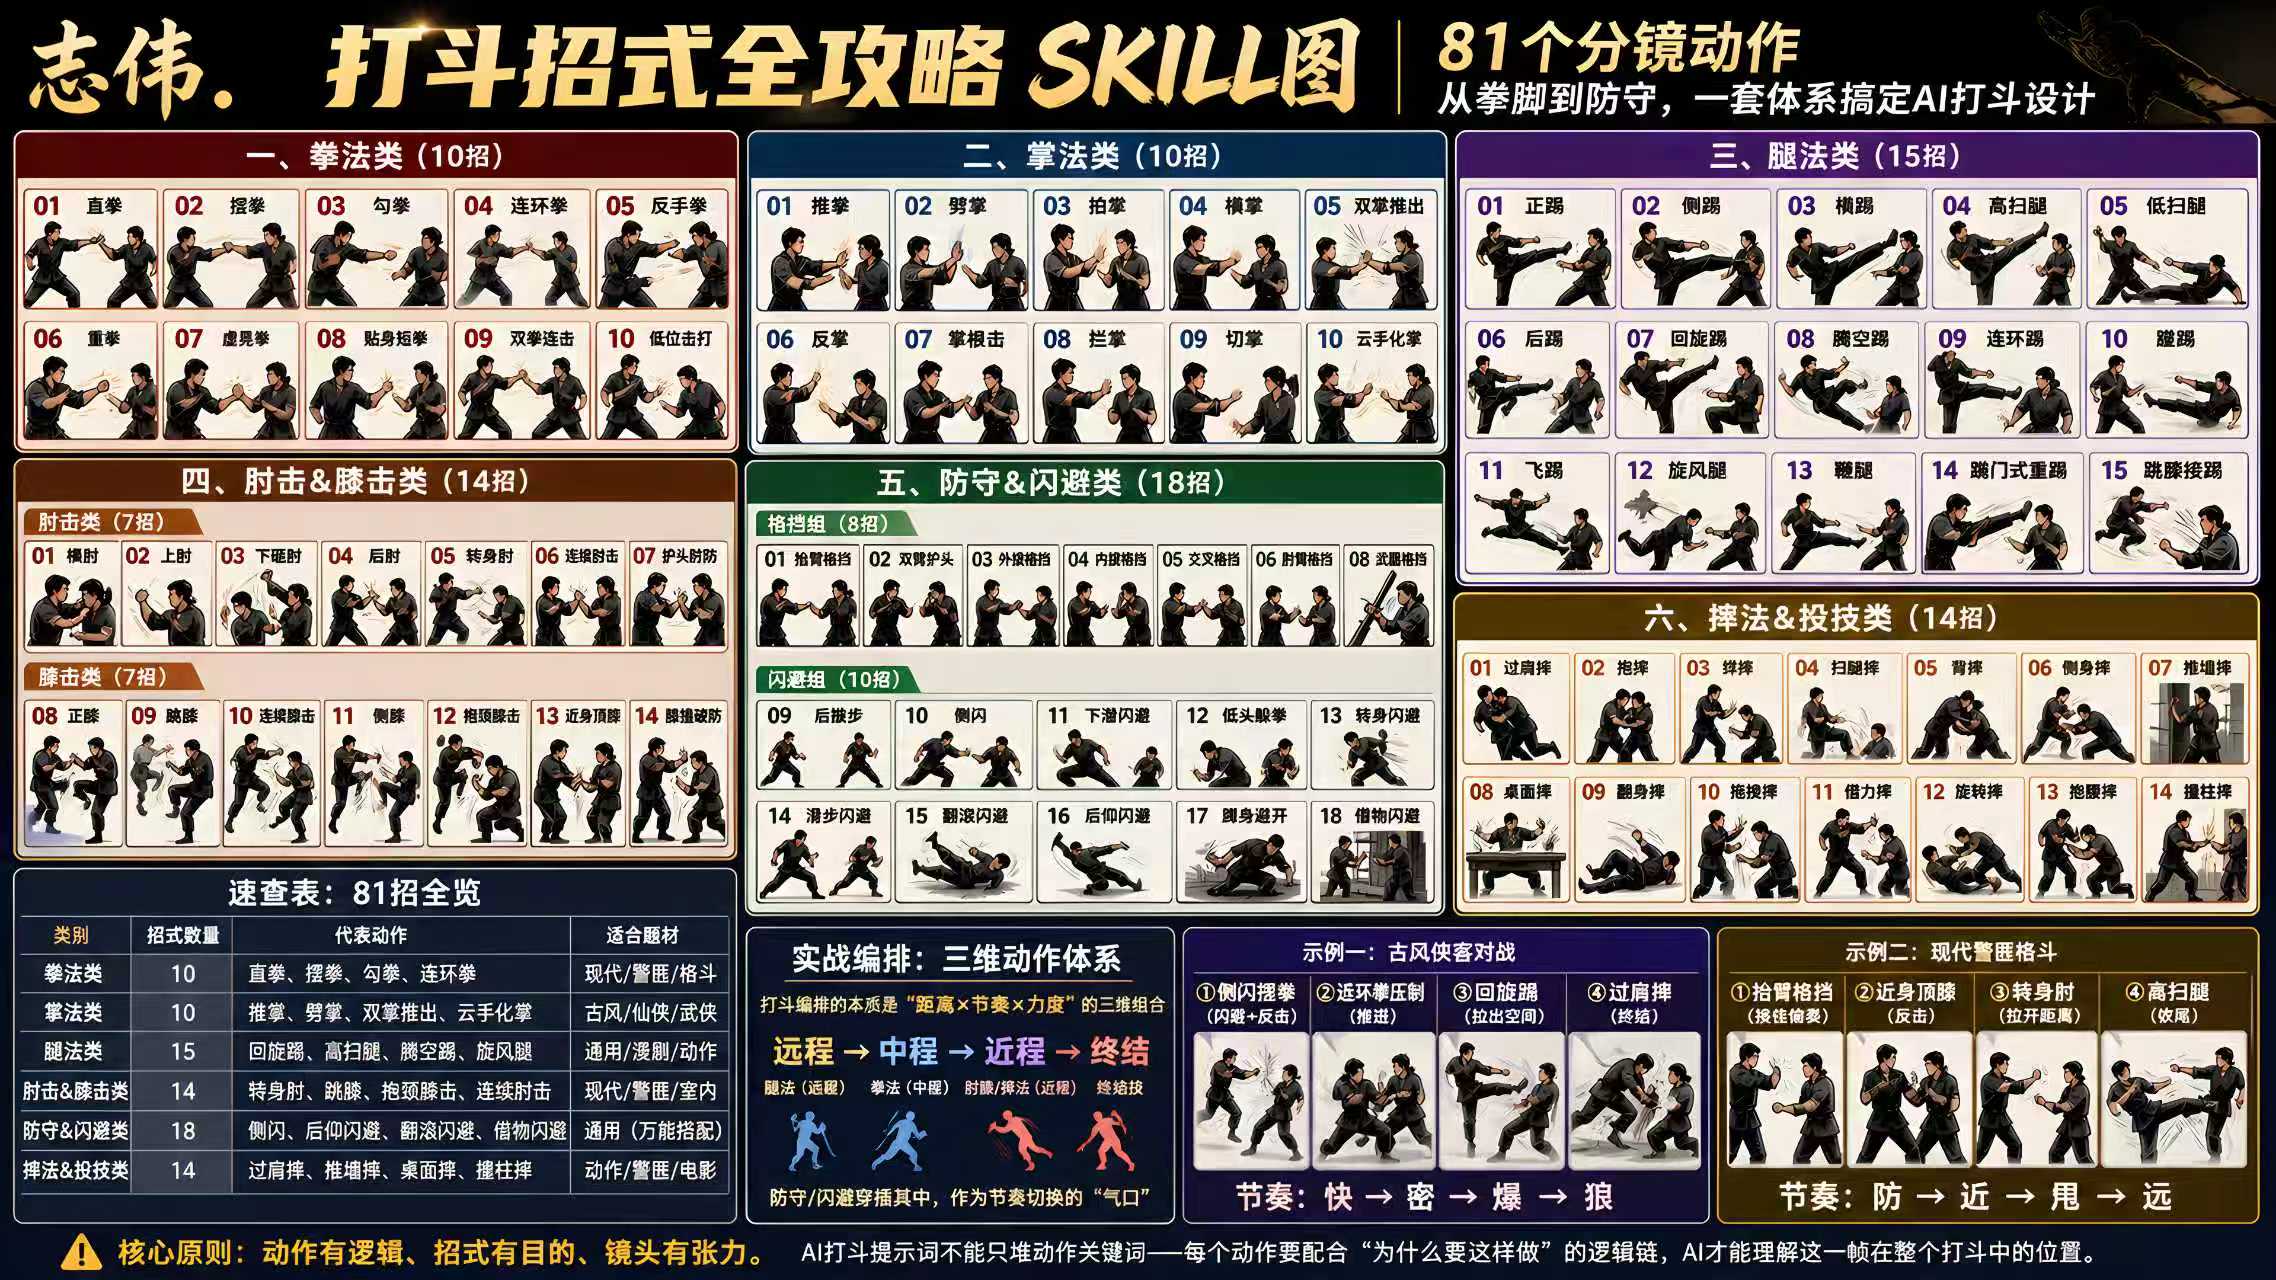 志伟.
打斗招式全攻略 SKILL图
81个分镜动作
从拳脚到防守，一套体系搞定AI打斗设计
一、拳法类（10招）
01 直拳
02 摆拳
03 勾拳
04 连环拳
05 反手拳
06 重拳
07 虚晃拳
08 贴身短拳
09 双拳连击
10 低位击打
二、掌法类（10招）
01 推掌
02 劈掌
03 拍掌
04 横掌
05 双掌推出
06 反掌
07 掌根击
08 拦掌
09 切掌
10 云手化掌
三、腿法类（15招）
01 正踢
02 侧踢
03 横踢
04 高扫腿
05 低扫腿
06 后踢
07 回旋踢
08 腾空踢
09 连环踢
10 蹬踢
11 飞踢
12 旋风腿
13 鞭腿
14 踹门式重踢
15 跳膝接踢
四、肘击&膝击类（14招）
肘击类（7招）
01 横肘
02 上肘
03 下砸肘
04 后肘
05 转身肘
06 连续肘击
07 护头肘防
膝击类（7招）
08 正膝
09 跳膝
10 连续膝击
11 侧膝
12 抱颈膝击
13 近身顶膝
14 膝撞破防
五、防守&闪避类（18招）
格挡组（8招）
01 抬臂格挡
02 双臂护头
03 外拨格挡
04 内拨格挡
05 交叉格挡
06 肘臂格挡
08 武器格挡
闪避组（10招）
09 后撤步
10 侧闪
11 下潜闪避
12 低头躲拳
13 转身闪避
14 滑步闪避
15 翻滚闪避
16 后仰闪避
17 身避开
18 借物闪避
六、摔法&投技类（14招）
01 过肩摔
02 抱摔
03 摔
04 扫腿摔
05 背摔
06 侧身摔
07 推墙摔
08 桌面摔
09 翻身摔
10 拖拽摔
11 借力摔
12 旋转摔
13 抱腰摔
14 撞柱摔
速查表：81招全览
类别 招式数量 代表动作 适合题材
拳法类 10 直拳、摆拳、勾拳、连环拳 现代/警匪/格斗
掌法类 10 推掌、劈掌、双掌推出、云手化掌 古风/仙侠/武侠
腿法类 15 回旋踢、高扫腿、腾空踢、旋风腿 通用/漫剧/动作
肘击&膝击类 14 转身肘、跳膝、抱颈膝击、连续肘击 现代/警匪/室内
防守&闪避类 18 侧闪、后仰闪避、翻滚闪避、借物闪避 通用（万能搭配）
摔法&投技类 14 过肩摔、推墙摔、桌面摔、撞柱摔 动作/警匪/电影
实战编排：三维动作体系
打斗编排的本质是“距离×节奏×力度”的三维组合
远程 → 中程 → 近程 → 终结
腿法（远程） 拳法（中程） 肘膝/摔法（近程） 终结技
防守/闪避穿插其中，作为节奏切换的“气口”
示例一：古风侠客对战
①侧闪摆拳
（闪避+反击）
②近环拳压制
（推进）
③回旋踢
（拉出空间）
④过肩摔
（终结）
节奏：快 → 密 → 爆 → 狠
示例二：现代警匪格斗
①抬臂格挡
（接住偷袭）
②近身顶膝
（反击）
③转身肘
（拉开距离）
④高扫腿
（收尾）
节奏：防 → 近 → 甩 → 远
核心原则：动作有逻辑、招式有目的、镜头有张力。
AI打斗提示词不能只堆动作关键词——每个动作要配合“为什么要这样做”的逻辑链，AI才能理解这一帧在整个打斗中的位置。